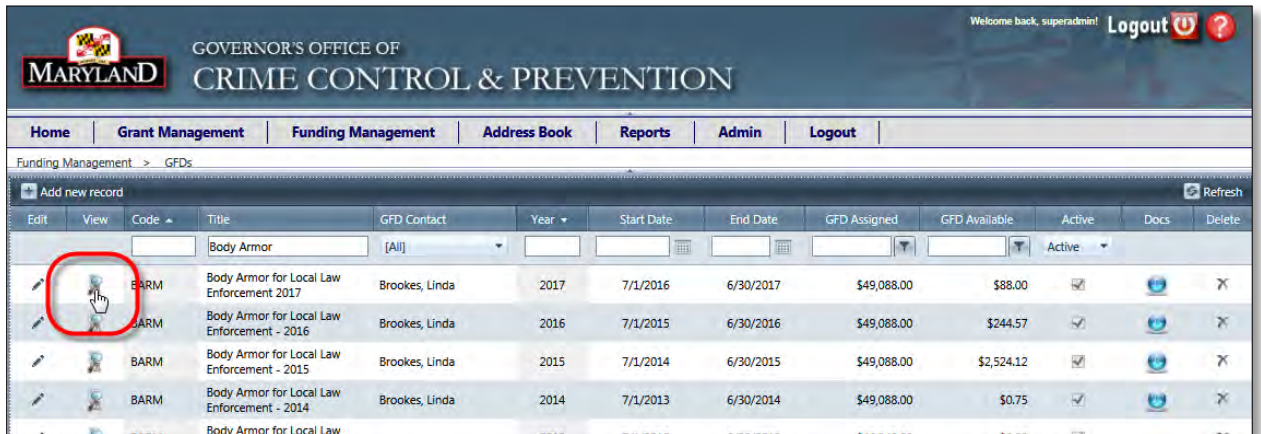 Welcome back, superadmin! Logout
MARYLAND
GOVERNOR'S OFFICE OF
CRIME CONTROL & PREVENTION
Home Grant Management Funding Management Address Book Reports Admin Logout
Funding Management > GFDs
Add new record Refresh
Edit View Code Title GFD Contact Year Start Date End Date GFD Assigned GFD Available Active Docs Delete
Body Armor [All] Active
BARM Body Armor for Local Law Enforcement 2017 Brookes, Linda 2017 7/1/2016 6/30/2017 $49,088.00 $88.00
BARM Body Armor for Local Law Enforcement - 2016 Brookes, Linda 2016 7/1/2015 6/30/2016 $49,088.00 $244.57
BARM Body Armor for Local Law Enforcement - 2015 Brookes, Linda 2015 7/1/2014 6/30/2015 $49,088.00 $2,524.12
BARM Body Armor for Local Law Enforcement - 2014 Brookes, Linda 2014 7/1/2013 6/30/2014 $49,088.00 $0.75
Body Armor for Local Law